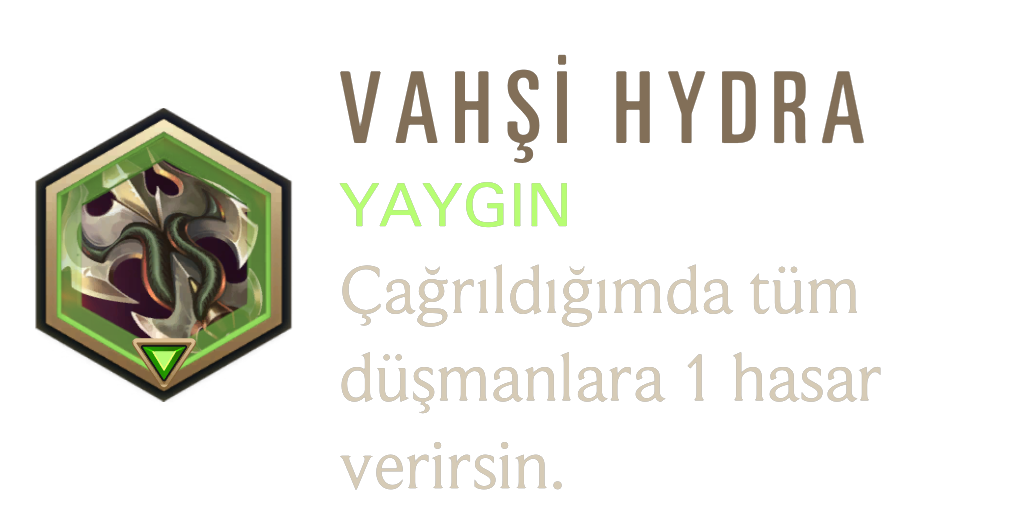 VAHŞİ HYDRA
YAYGIN
Çağrıldığımda tüm
düşmanlara 1 hasar
verirsin.